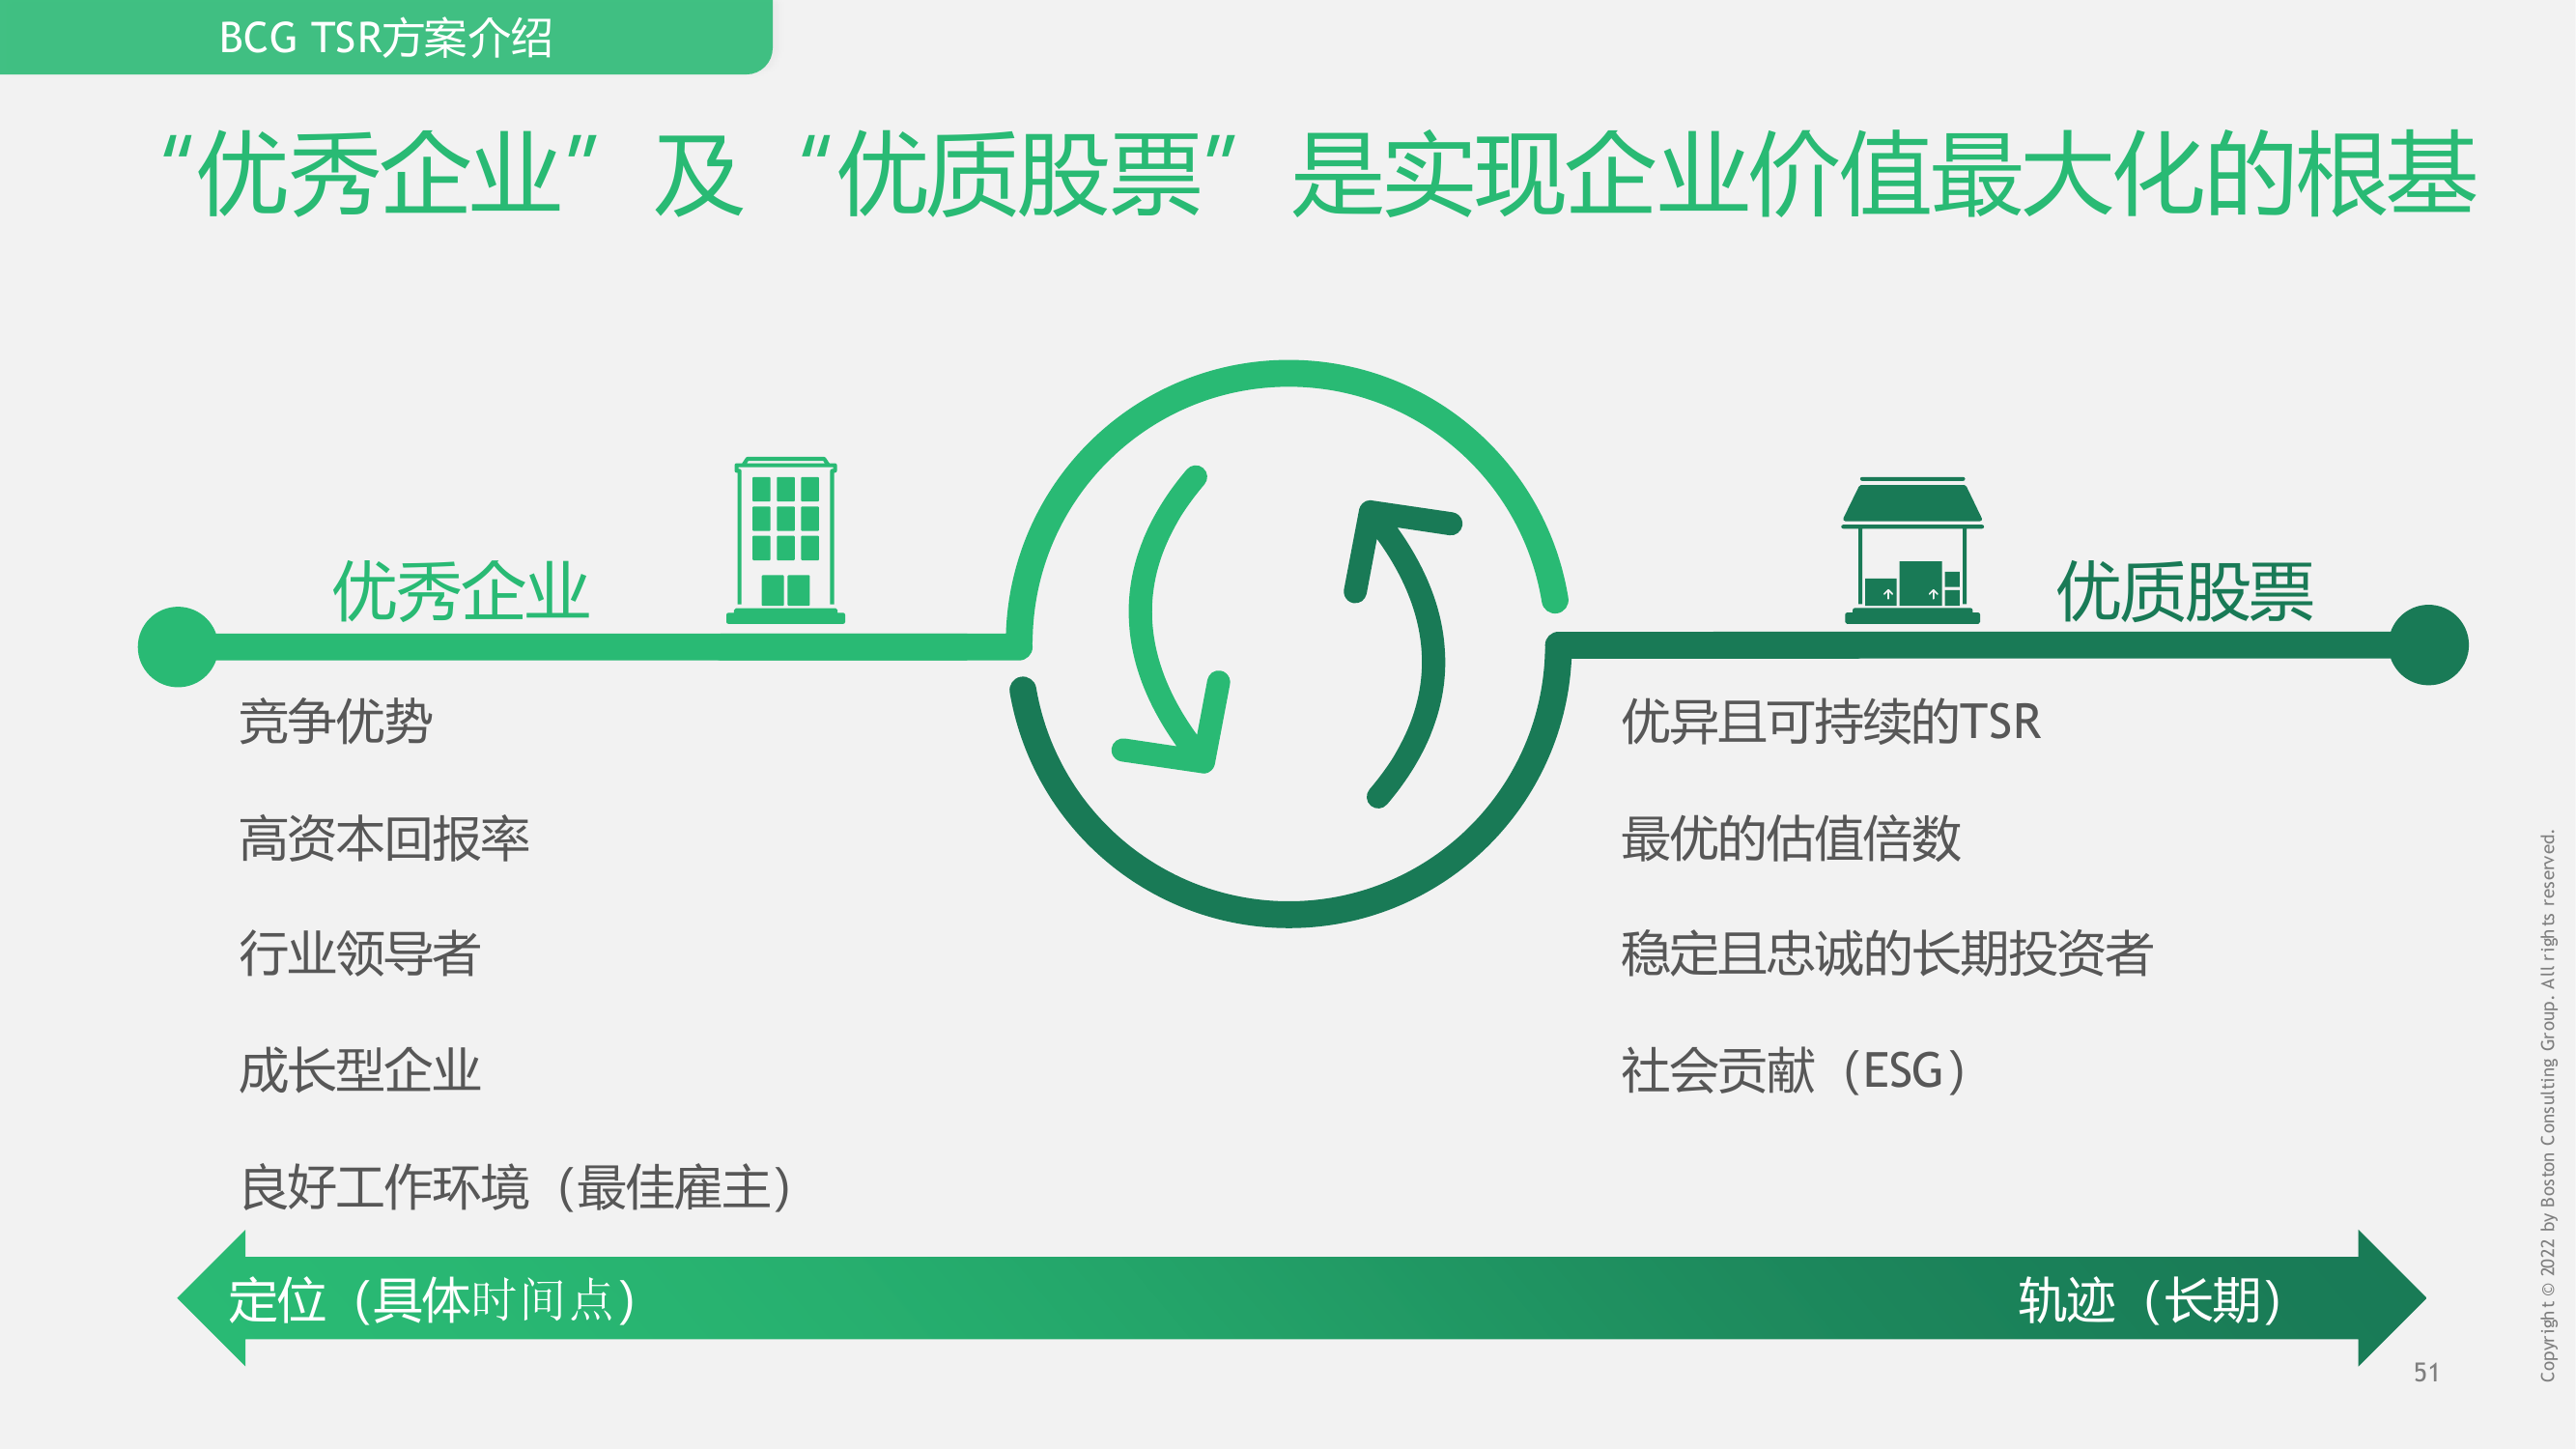 BCG TSR方案介绍
“优秀企业”及“优质股票”是实现企业价值最大化的根基
优秀企业
竞争优势
高资本回报率
行业领导者
成长型企业
良好工作环境（最佳雇主）
优质股票
优异且可持续的TSR
最优的估值倍数
稳定且忠诚的长期投资者
社会贡献（ESG）
定位（具体时间点）
轨迹（长期）
51
Copyright © 2022 by Boston Consulting Group. All rights reserved.